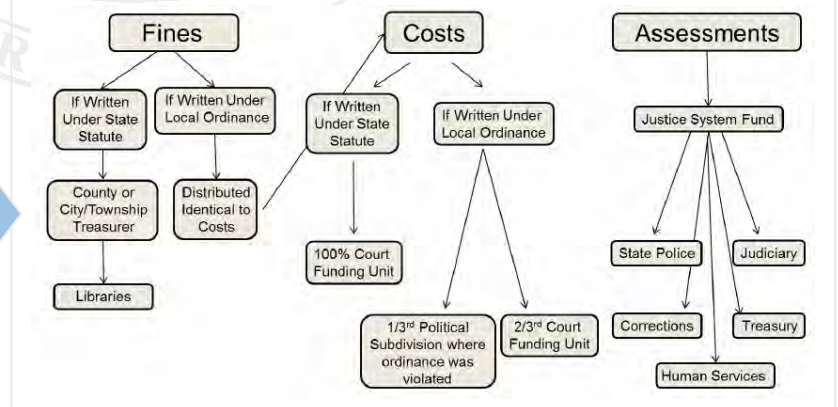 Fines
If Written
Under State
Statute
If Written Under
Local Ordinance
County or
City/Township
Treasurer
Distributed
Identical to
Costs
Libraries
Costs
If Written
Under State
Statute
If Written Under
Local Ordinance
100% Court
Funding Unit
1/3rd Political
Subdivision where
ordinance was
violated
2/3rd Court
Funding Unit
Assessments
Justice System Fund
State Police
Judiciary
Corrections
Treasury
Human Services